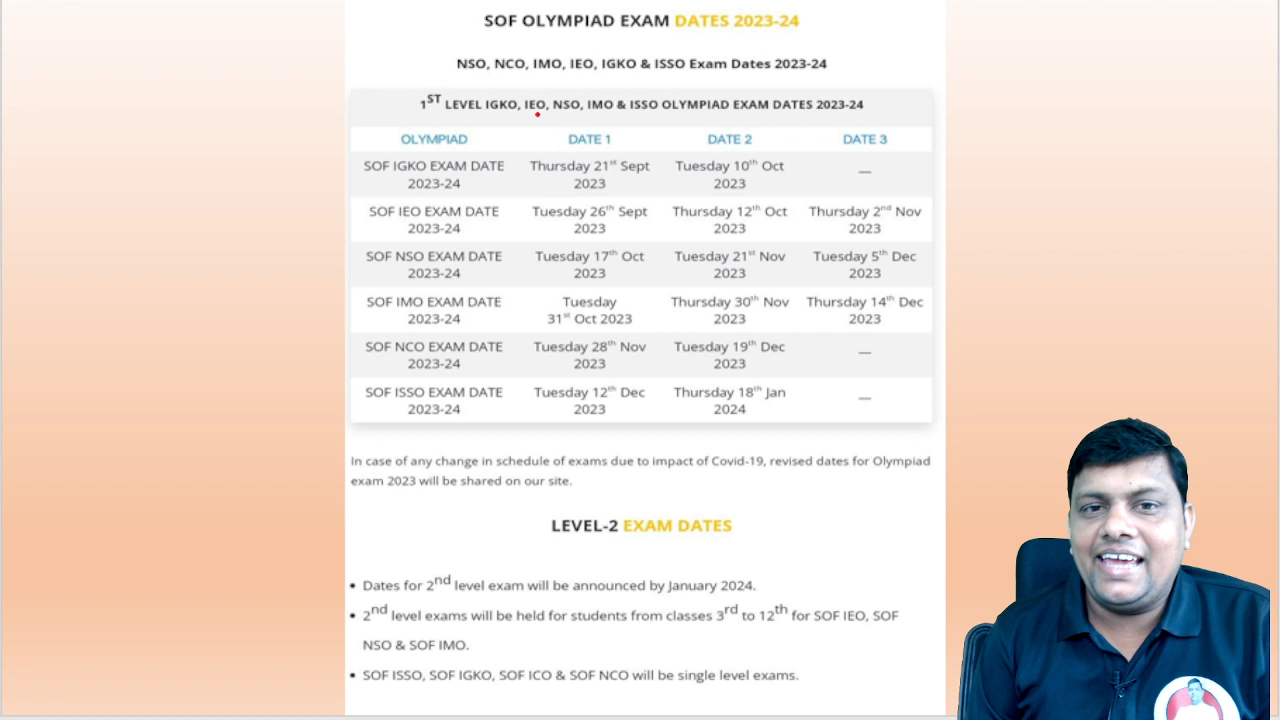 SOF OLYMPIAD EXAM DATES 2023-24
NSO, NCO, IMO, IEO, IGKO & ISSO Exam Dates 2023-24
1ST LEVEL IGKO, IEO, NSO, IMO & ISSO OLYMPIAD EXAM DATES 2023-24
OLYMPIAD DATE 1 DATE 2 DATE 3
SOF IGKO EXAM DATE Thursday 21st Sept Tuesday 10th Oct —
2023-24 2023 2023
SOF IEO EXAM DATE Tuesday 26th Sept Thursday 12th Oct Thursday 2nd Nov
2023-24 2023 2023 2023
SOF NSO EXAM DATE Tuesday 17th Oct Tuesday 21st Nov Tuesday 5th Dec
2023-24 2023 2023 2023
SOF IMO EXAM DATE Tuesday Thursday 30th Nov Thursday 14th Dec
2023-24 31st Oct 2023 2023 2023
SOF NCO EXAM DATE Tuesday 28th Nov Tuesday 19th Dec —
2023-24 2023 2023
SOF ISSO EXAM DATE Tuesday 12th Dec Thursday 18th Jan —
2023-24 2023 2024
In case of any change in schedule of exams due to impact of Covid-19, revised dates for Olympiad
exam 2023 will be shared on our site.
LEVEL-2 EXAM DATES
• Dates for 2nd level exam will be announced by January 2024.
• 2nd level exams will be held for students from classes 3rd to 12th for SOF IEO, SOF
NSO & SOF IMO.
• SOF ISSO, SOF IGKO, SOF ICO & SOF NCO will be single level exams.